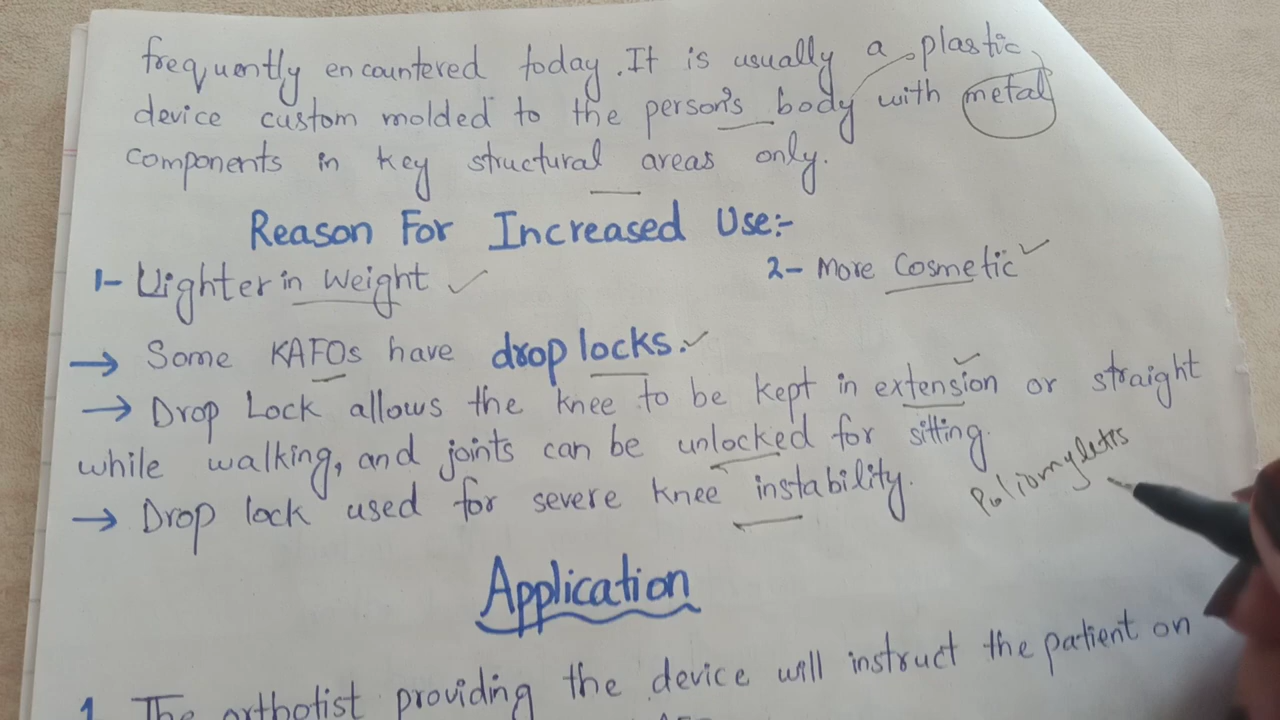 frequently encountered today. It is usually a plastic
device custom molded to the person's body with metal
components in key structural areas only.
Reason For Increased Use:-
1- Lighter in weight ✓
2- More Cosmetic ✓
→ Some KAFOs have drop locks. ✓
→ Drop Lock allows the knee to be kept in extension or straight
while walking, and joints can be unlocked for sitting.
→ Drop lock used for severe knee instability.
Application
1. The orthotist providing the device will instruct the patient on